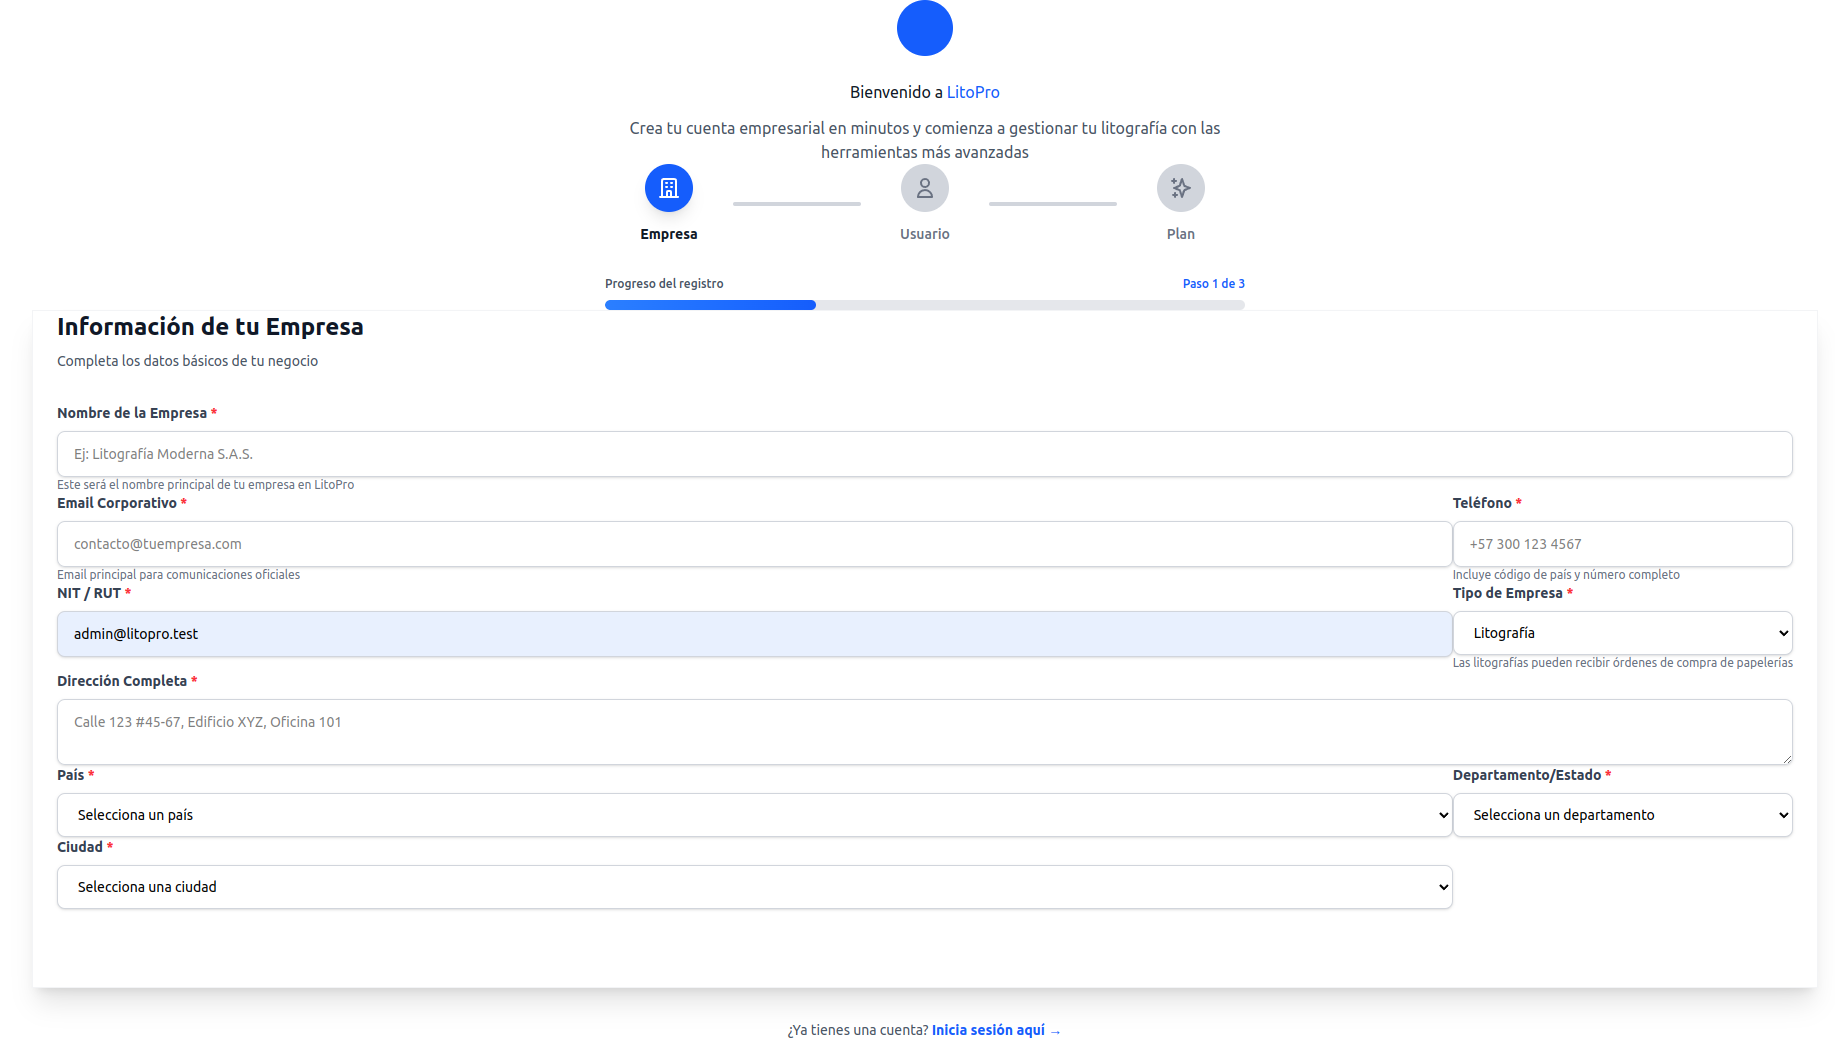 Bienvenido a LitoPro
Crea tu cuenta empresarial en minutos y comienza a gestionar tu litografía con las
herramientas más avanzadas
Empresa
Usuario
Plan
Progreso del registro
Paso 1 de 3
Información de tu Empresa
Completa los datos básicos de tu negocio
Nombre de la Empresa *
Ej: Litografía Moderna S.A.S.
Este será el nombre principal de tu empresa en LitoPro
Email Corporativo *
Teléfono *
contacto@tuempresa.com
+57 300 123 4567
Email principal para comunicaciones oficiales
Incluye código de país y número completo
NIT / RUT *
Tipo de Empresa *
admin@litopro.test
Litografía
Las litografías pueden recibir órdenes de compra de papelerías
Dirección Completa *
Calle 123 #45-67, Edificio XYZ, Oficina 101
País *
Departamento/Estado *
Selecciona un país
Selecciona un departamento
Ciudad *
Selecciona una ciudad
¿Ya tienes una cuenta? Inicia sesión aquí →